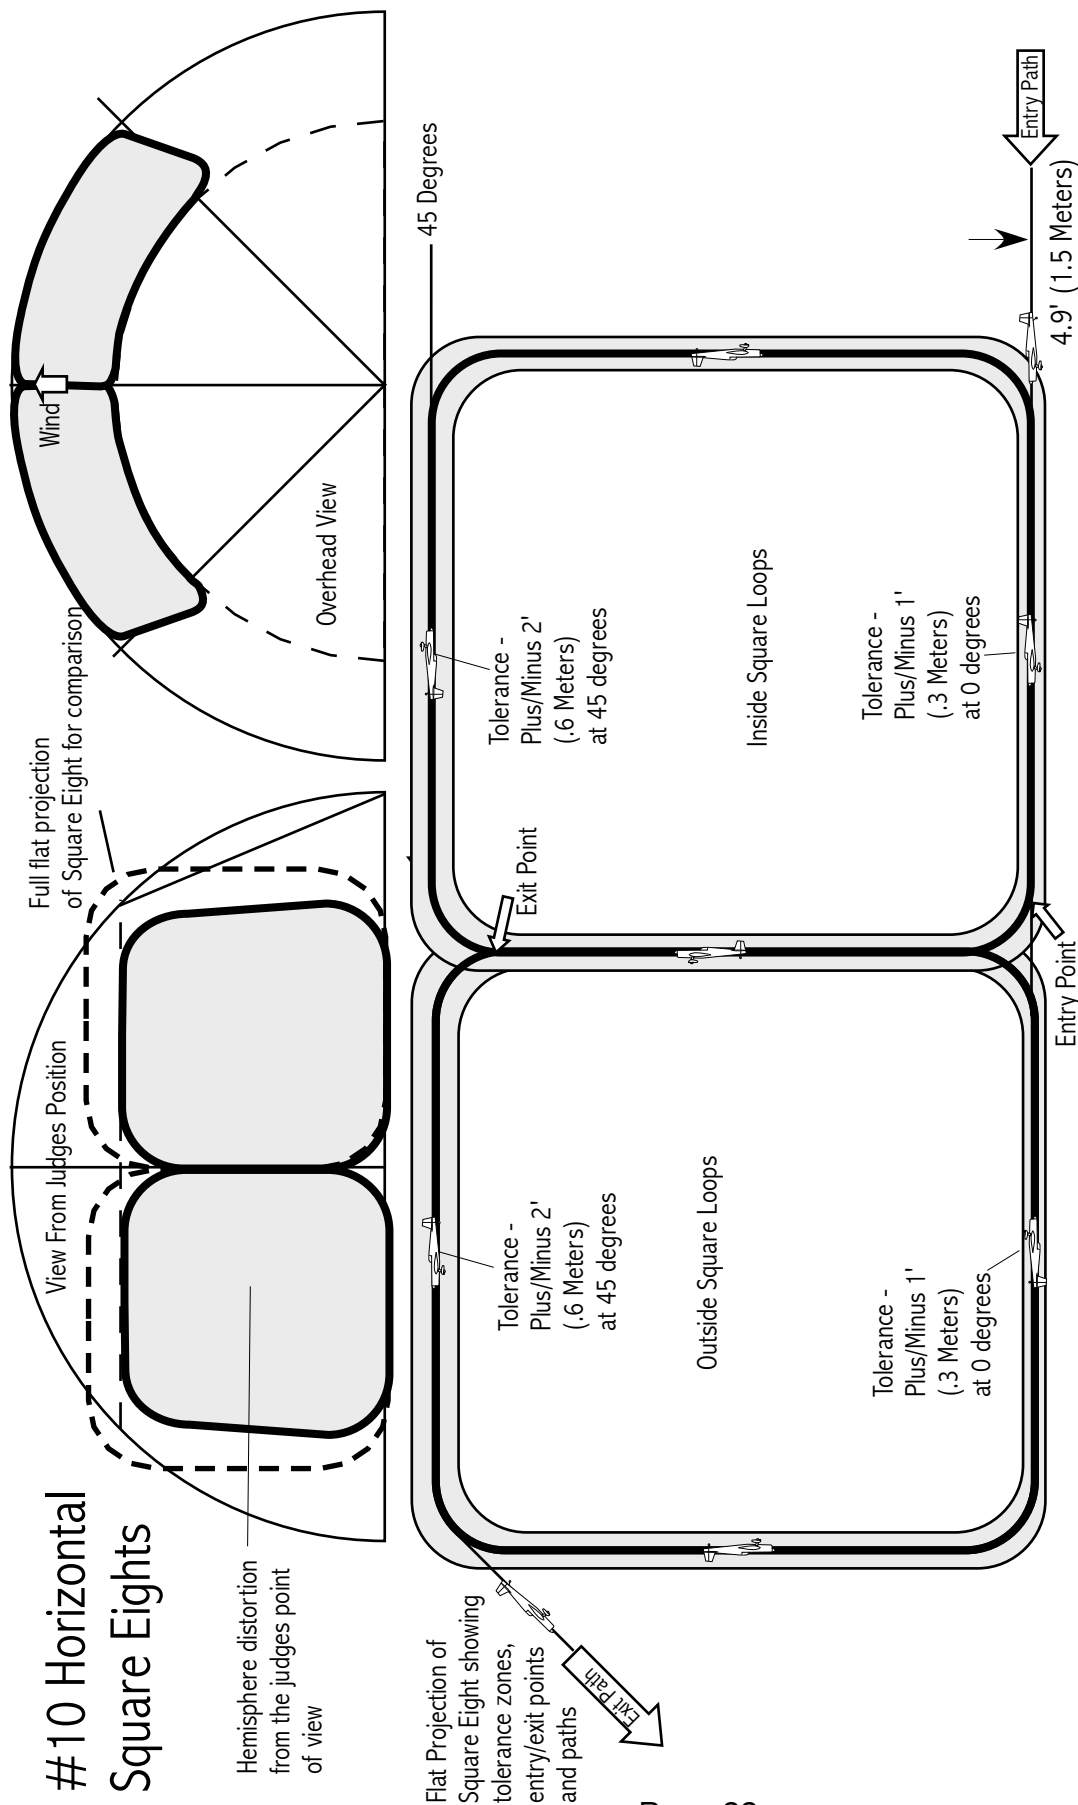 #10 Horizontal
Square Eights
View From Judges Position
Full flat projection
of Square Eight for comparison
Wind
Overhead View
Hemisphere distortion
from the judges point
of view
Flat Projection of
Square Eight showing
tolerance zones,
entry/exit points
and paths
Exit Path
Exit Point
45 Degrees
Tolerance -
Plus/Minus 2'
(.6 Meters)
at 45 degrees
Tolerance -
Plus/Minus 2'
(.6 Meters)
at 45 degrees
Outside Square Loops
Inside Square Loops
Tolerance -
Plus/Minus 1'
(.3 Meters)
at 0 degrees
Tolerance -
Plus/Minus 1'
(.3 Meters)
at 0 degrees
Entry Point
4.9' (1.5 Meters)
Entry Path